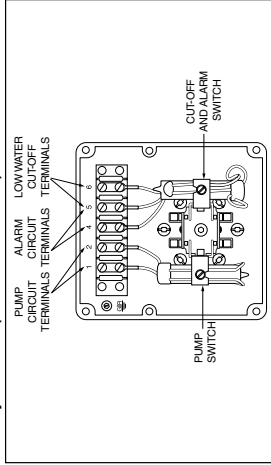 PUMP
CIRCUIT
TERMINALS
ALARM
CIRCUIT
TERMINALS
LOW WATER
CUT-OFF
TERMINALS
1 2 4 5 6
PUMP
SWITCH
CUT-OFF
AND ALARM
SWITCH